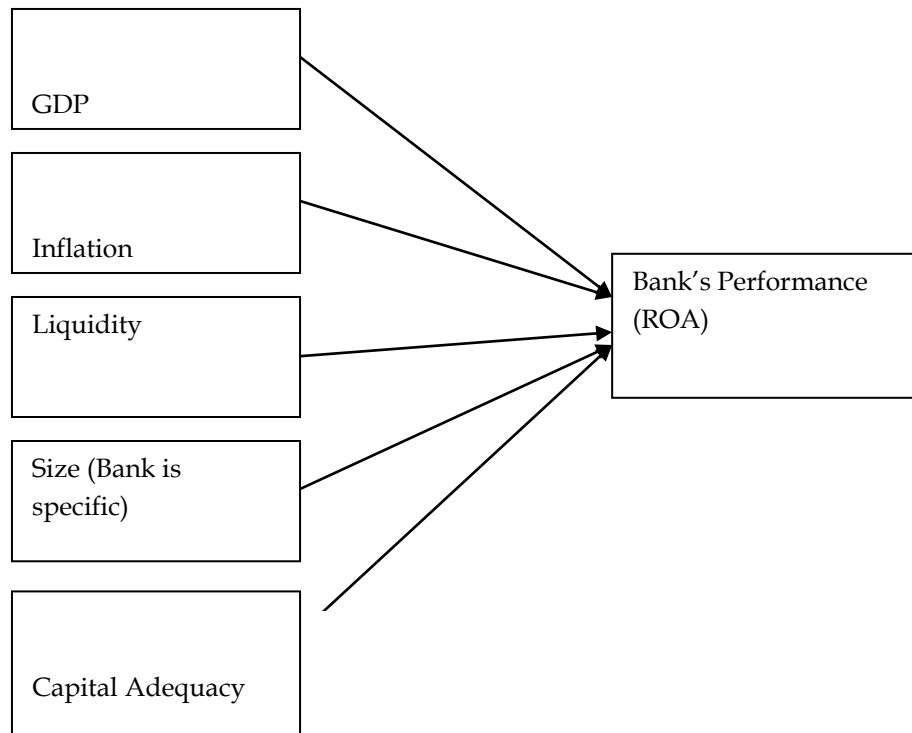 GDP
Inflation
Liquidity
Size (Bank is
specific)
Capital Adequacy
Bank’s Performance
(ROA)